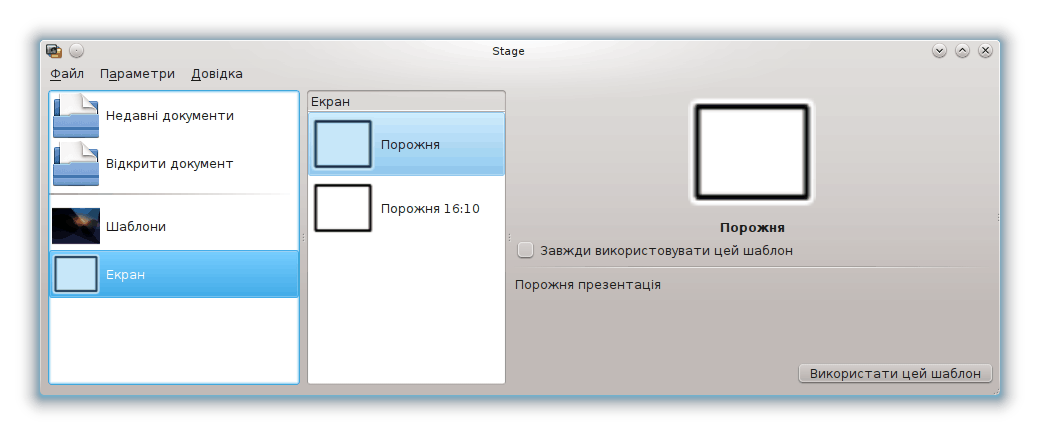 Stage
Файл Параметри Довідка
Недавні документи
Відкрити документ
Шаблони
Екран
Екран
Порожня
Порожня 16:10
Порожня
Завжди використовувати цей шаблон
Порожня презентація
Використати цей шаблон